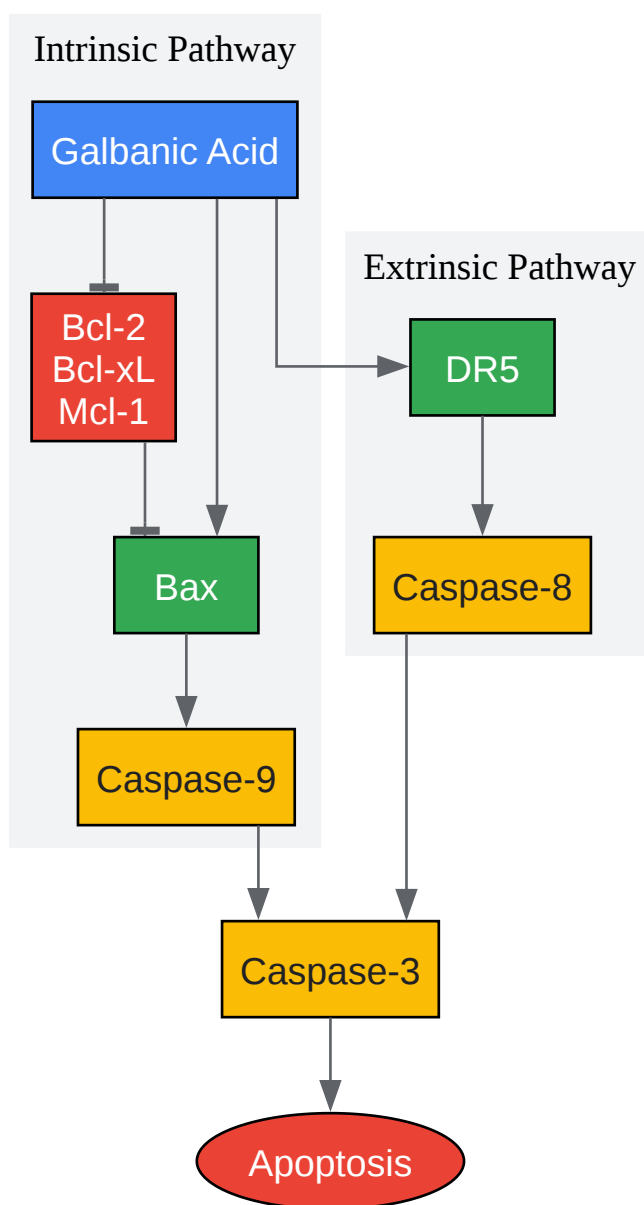 Intrinsic Pathway
Galbanic Acid
Extrinsic Pathway
Bcl-2
Bcl-xL
Mcl-1
DR5
Bax
Caspase-8
Caspase-9
Caspase-3
Apoptosis